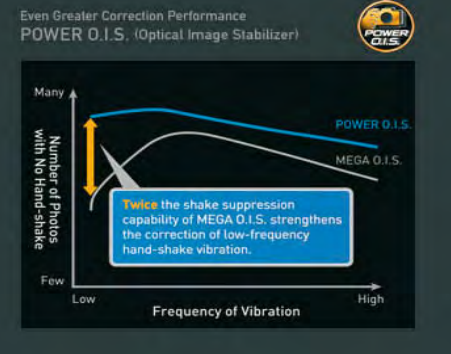 Even Greater Correction Performance
POWER O.I.S. (Optical Image Stabilizer)
POWER
O.I.S.
Many
POWER O.I.S.
MEGA O.I.S.
Number of Photos
with No Hand-shake
Twice the shake suppression
capability of MEGA O.I.S. strengthens
the correction of low-frequency
hand-shake vibration.
Few
Low
High
Frequency of Vibration